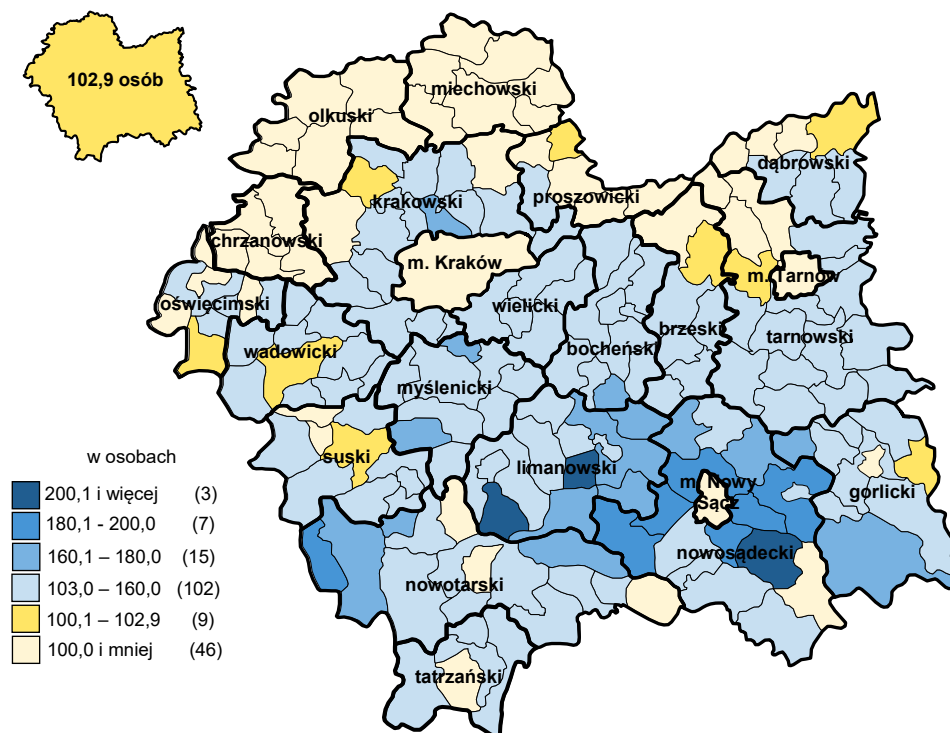 102,9 osób
miechowski
olkuski
dąbrowski
proszowicki
krakowski
chrzanowski
m. Kraków
m. Tarnów
oświęcimski
wielicki
brzeski
tarnowski
wadowicki
bocheński
myślenicki
suski
limanowski
m. Nowy
Sącz
gorlicki
nowosądecki
nowotarski
tatrzański
w osobach
200,1 i więcej (3)
180,1 - 200,0 (7)
160,1 – 180,0 (15)
103,0 – 160,0 (102)
100,1 – 102,9 (9)
100,0 i mniej (46)